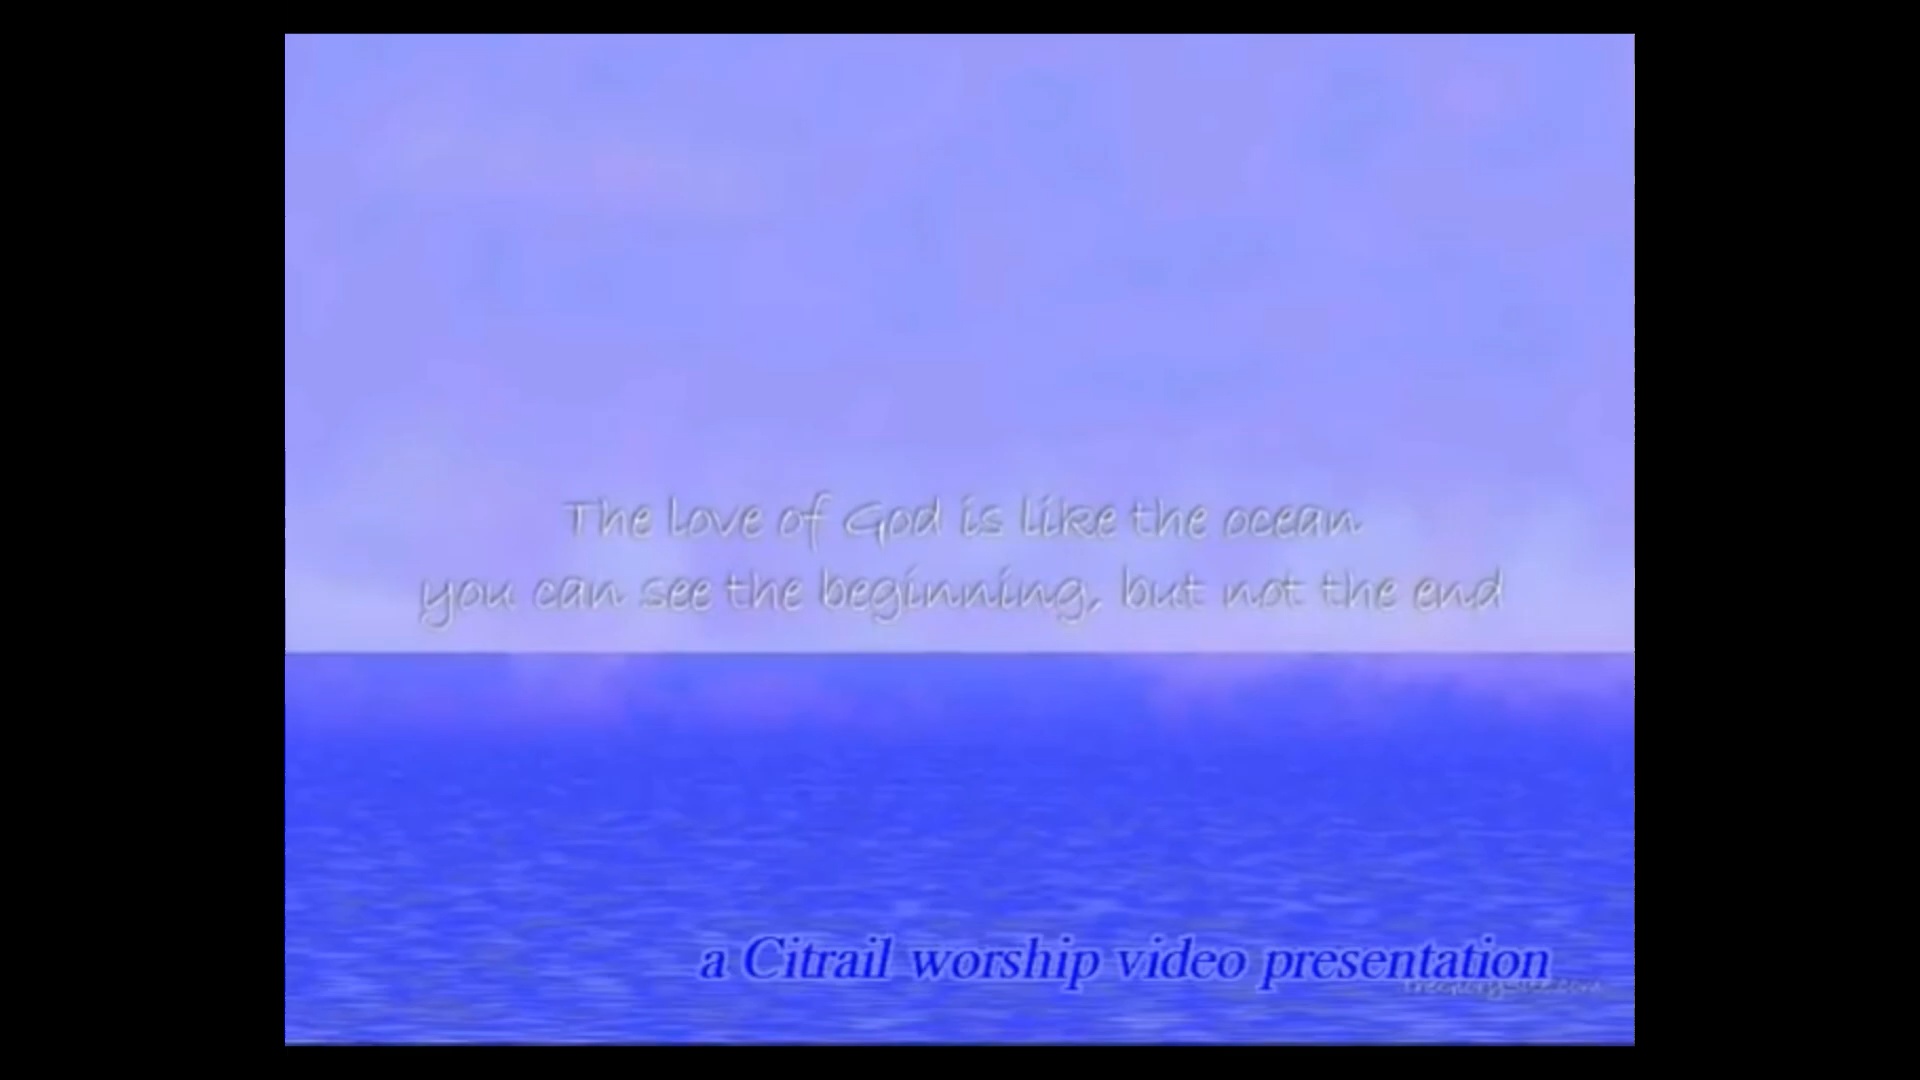 The love of God is like the ocean
you can see the beginning, but not the end
a Citrail worship video presentation